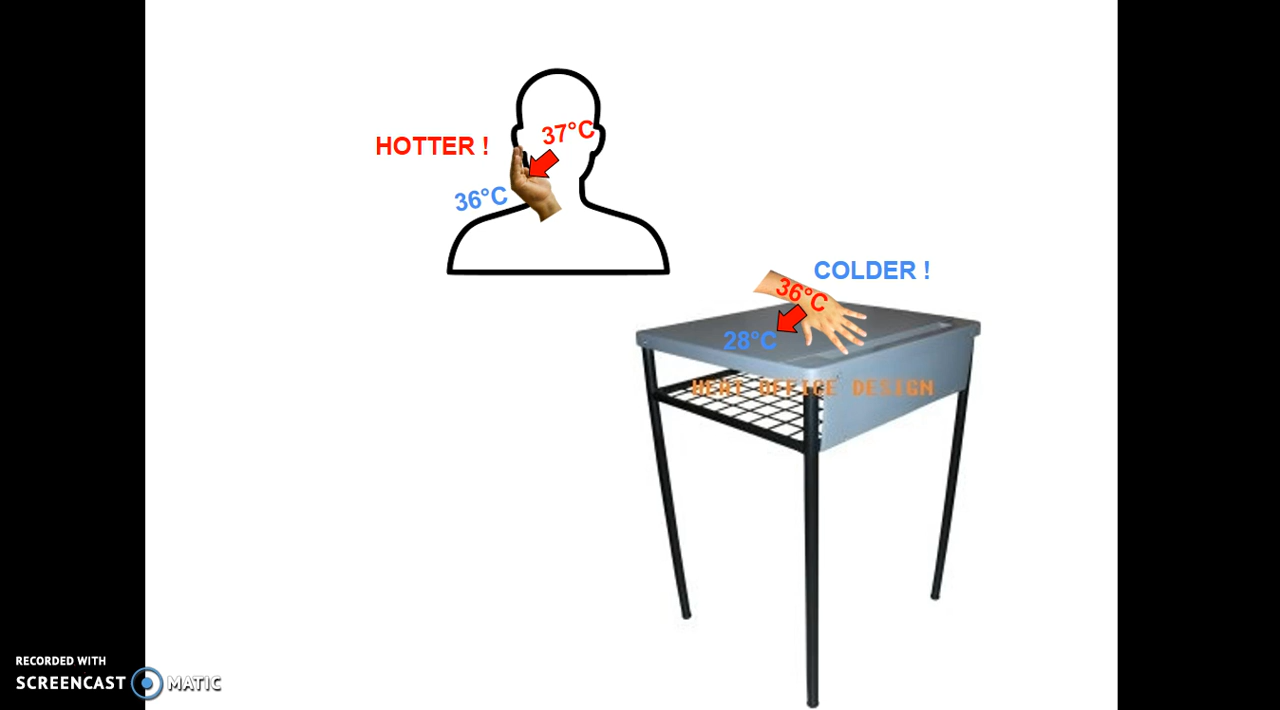 37°C
HOTTER !
36°C
COLDER !
36°C
28°C
HEAT OFFICE DESIGN
RECORDED WITH
SCREENCAST MATIC